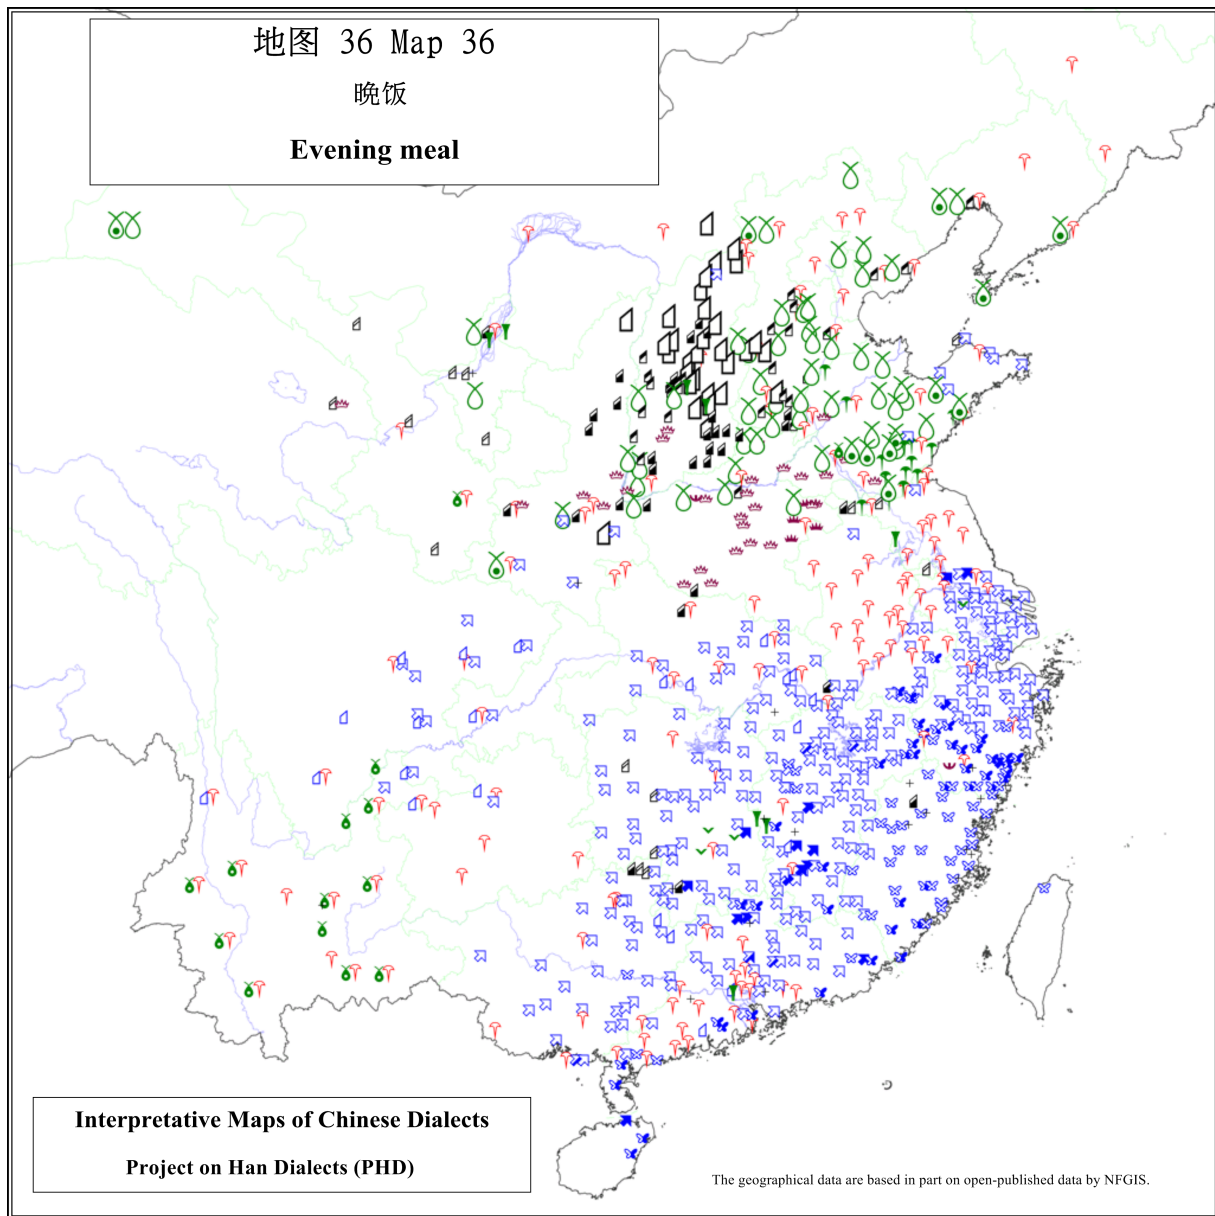 地图 36 Map 36
晚饭
Evening meal
Interpretative Maps of Chinese Dialects
Project on Han Dialects (PHD)
The geographical data are based in part on open-published data by NFGIS.